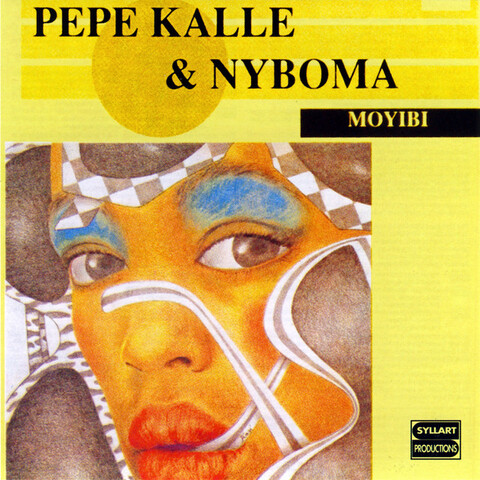 PEPE KALLE
& NYBOMA
MOYIBI
SYLLART
PRODUCTIONS